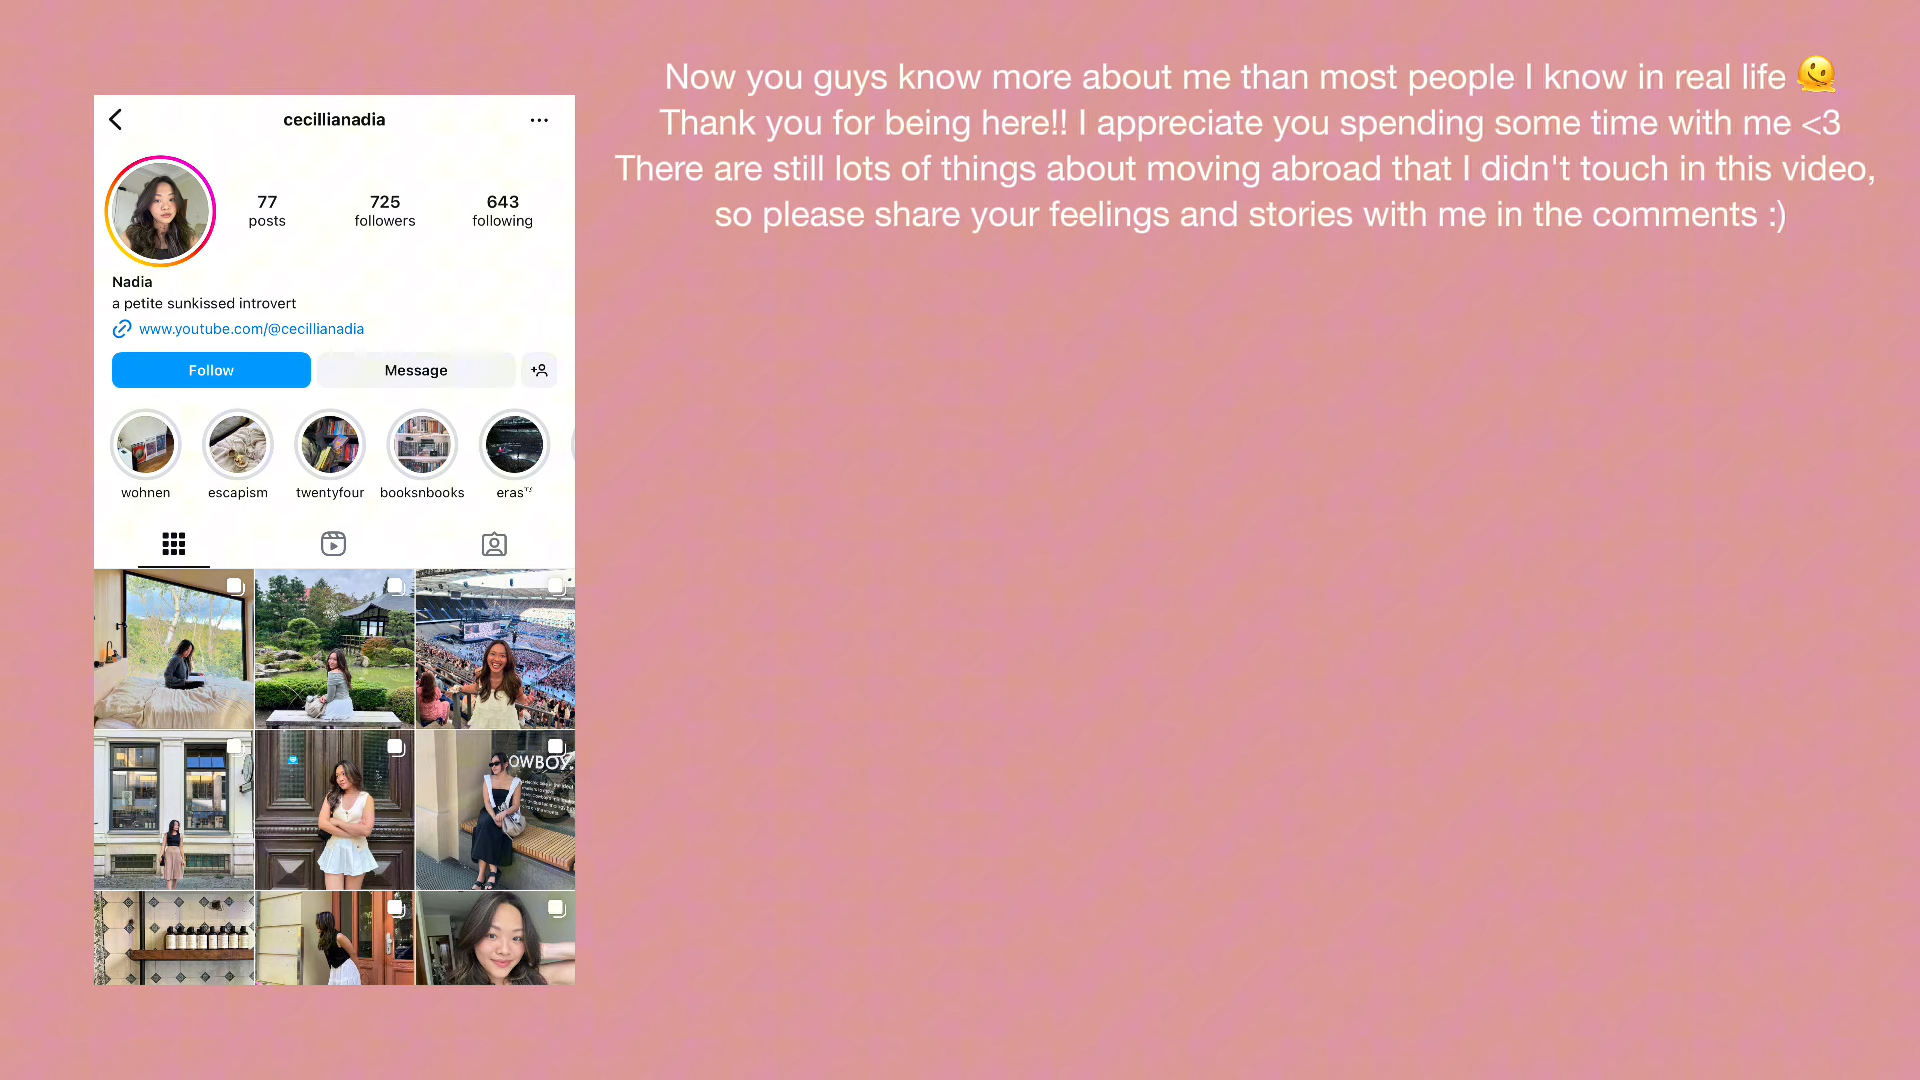 cecillianadia
77
posts
725
followers
643
following
Nadia
a petite sunkissed introvert
www.youtube.com/@cecillianadia
Follow
Message
wohnen
escapism
twentyfour
booksnbooks
eras
OWBOY.
Now you guys know more about me than most people I know in real life 🫠
Thank you for being here!! I appreciate you spending some time with me <3
There are still lots of things about moving abroad that I didn't touch in this video,
so please share your feelings and stories with me in the comments :)